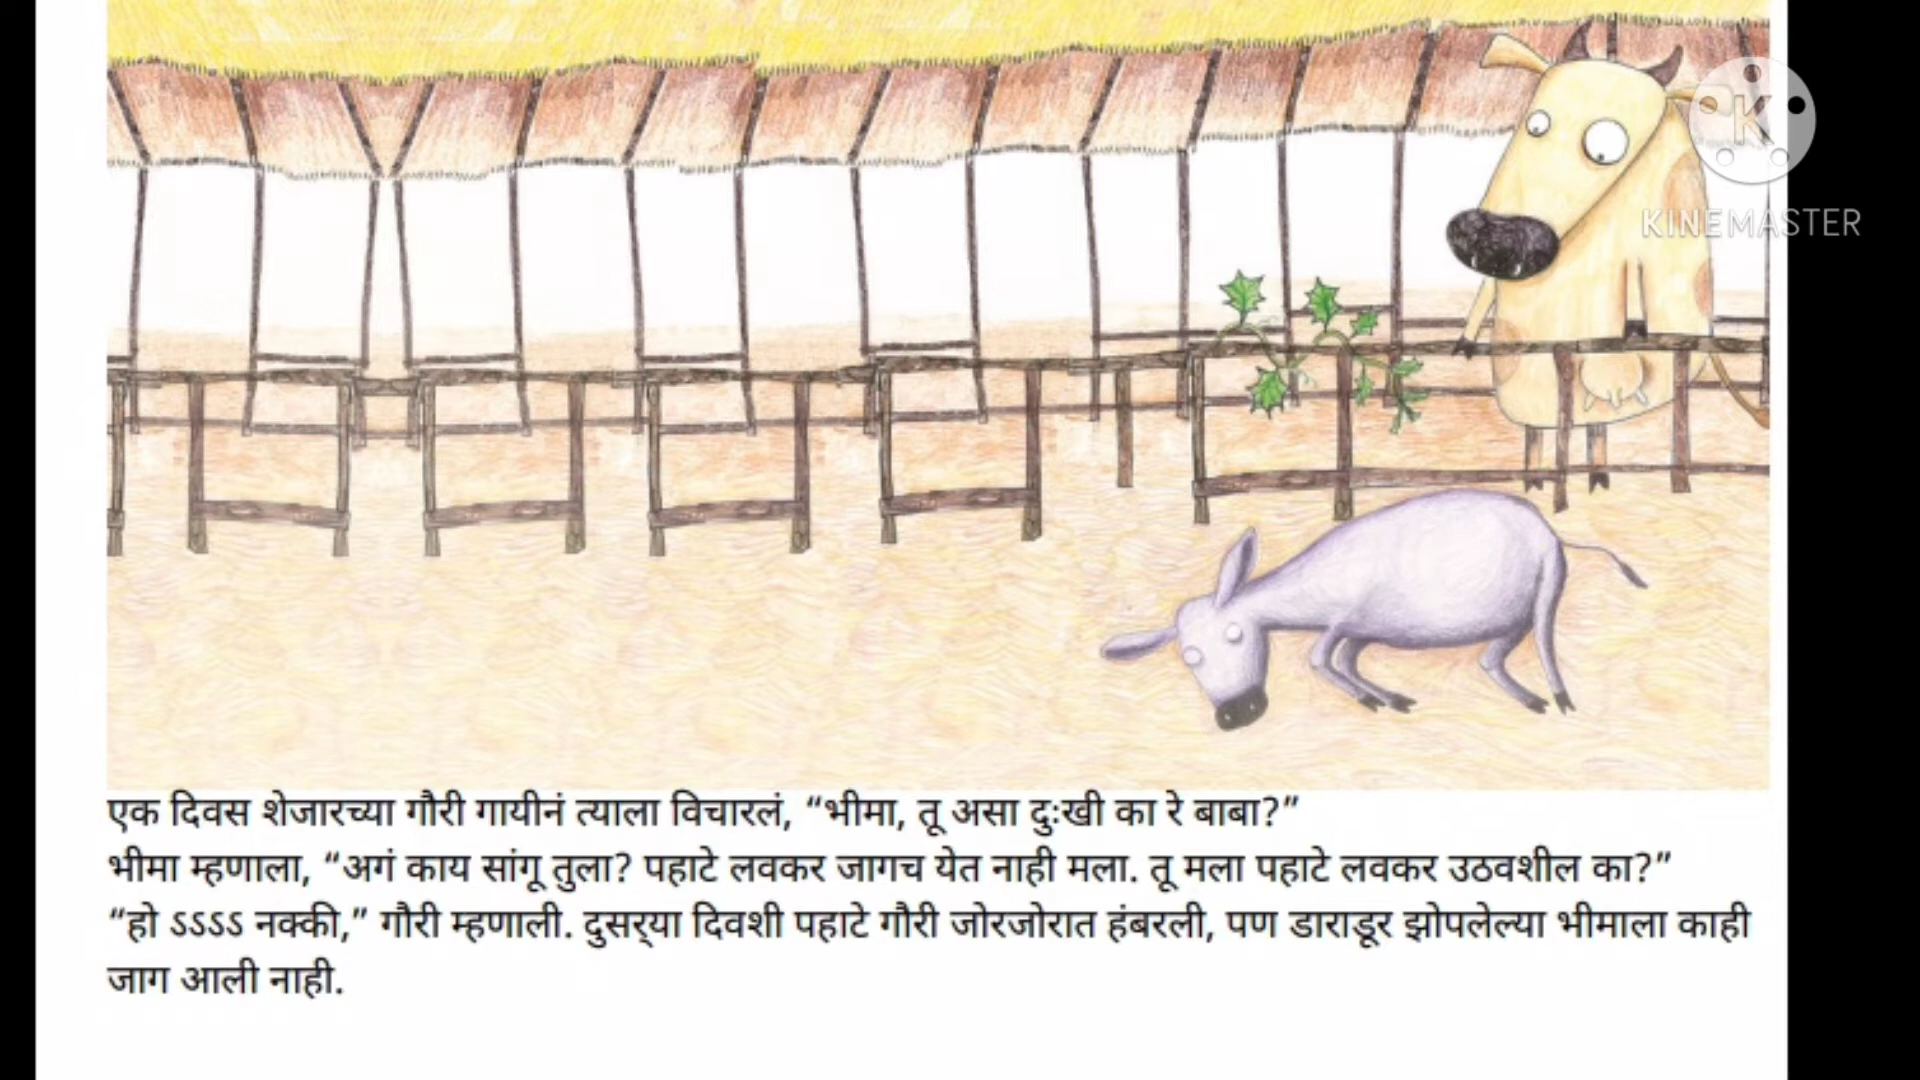 K
KINEMASTER
एक दिवस शेजारच्या गौरी गायीनं त्याला विचारलं, “भीमा, तू असा दुःखी का रे बाबा?”
भीमा म्हणाला, “अगं काय सांगू तुला? पहाटे लवकर जागच येत नाही मला. तू मला पहाटे लवकर उठवशील का?”
“हो ऽऽऽऽ नक्की,” गौरी म्हणाली. दुसर्‍या दिवशी पहाटे गौरी जोरजोरात हंबरली, पण डाराडूर झोपलेल्या भीमाला काही
जाग आली नाही.